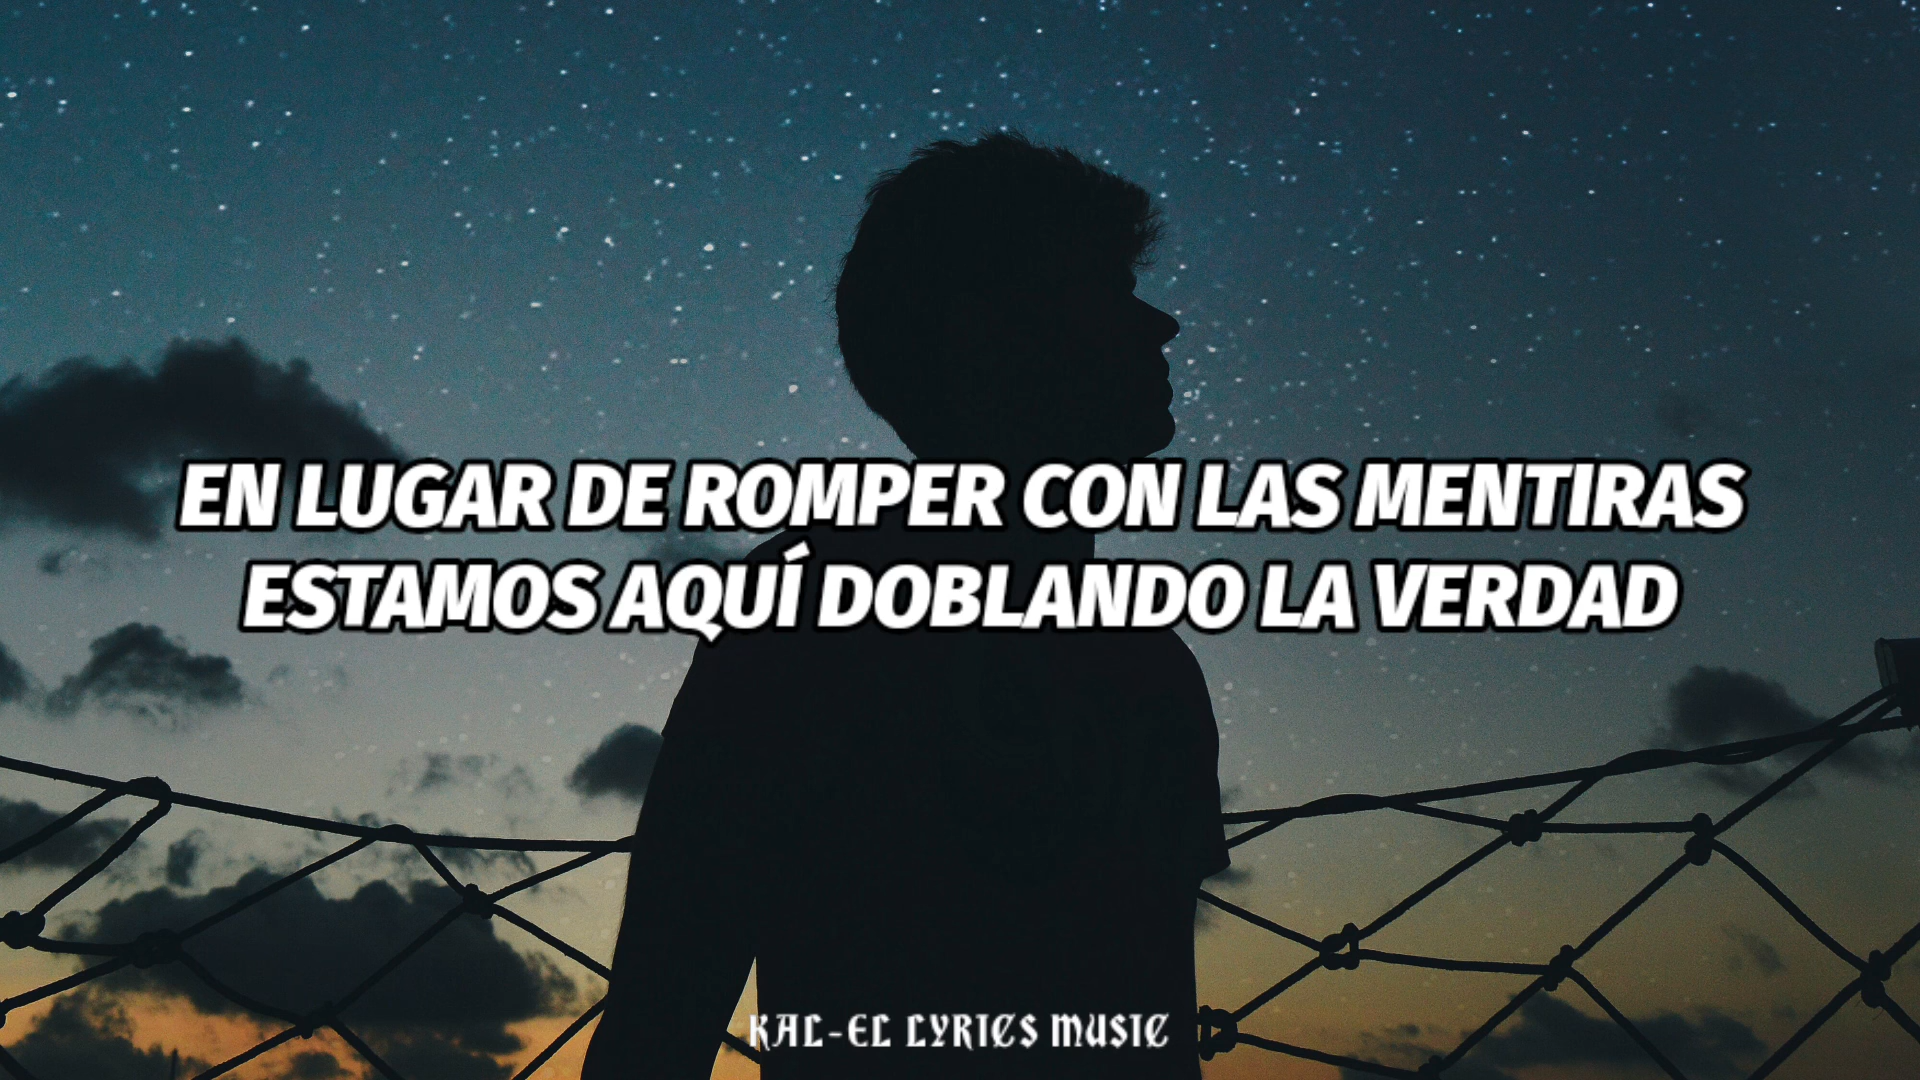 EN LUGAR DE ROMPER CON LAS MENTIRAS
ESTAMOS AQUÍ DOBLANDO LA VERDAD
KAL-EL LYRICS MUSIC